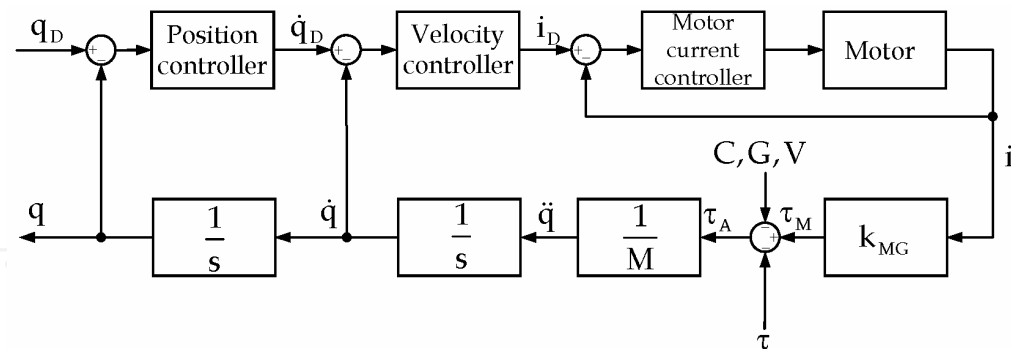 q_D
+
−
Position
controller
q̇_D
+
−
Velocity
controller
i_D
+
−
Motor
current
controller
Motor
i
C, G, V
q
1
s
q̇
1
s
q̈
1
M
τ_A
−
+
−
τ_M
k_MG
τ